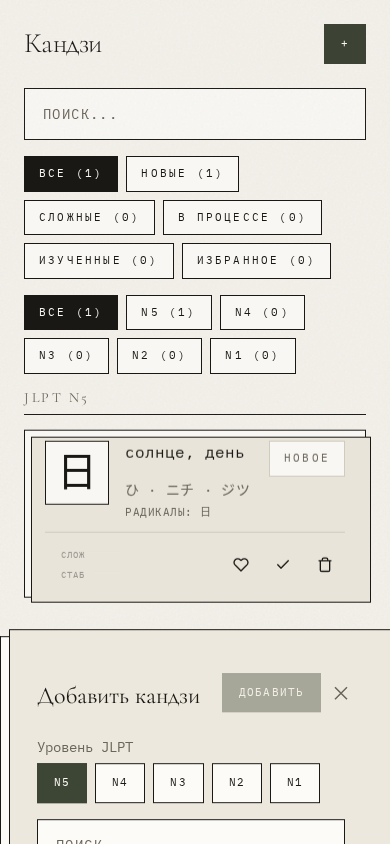 Кандзи
+
ПОИСК...
ВСЕ (1) НОВЫЕ (1)
СЛОЖНЫЕ (0) В ПРОЦЕССЕ (0)
ИЗУЧЕННЫЕ (0) ИЗБРАННОЕ (0)
ВСЕ (1) N5 (1) N4 (0)
N3 (0) N2 (0) N1 (0)
JLPT N5
日
солнце, день
НОВОЕ
ひ · ニチ · ジツ
РАДИКАЛЫ: 日
СЛОЖ
СТАБ
Добавить кандзи
ДОБАВИТЬ
Уровень JLPT
N5 N4 N3 N2 N1
ПОИСК...